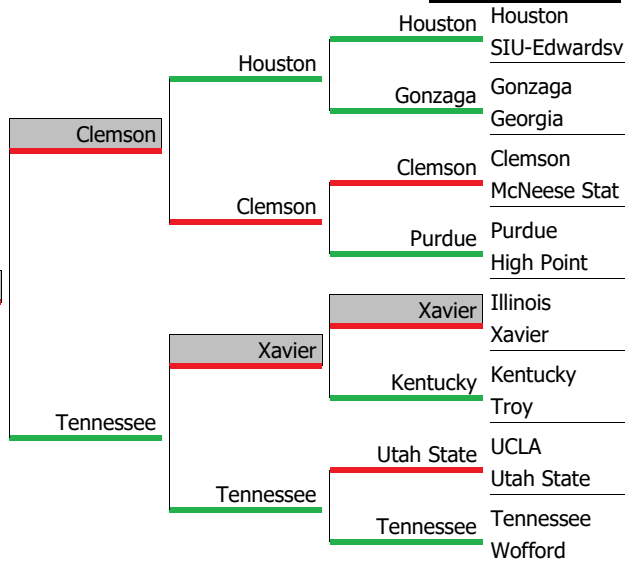 Houston
SIU-Edwardsv
Gonzaga
Georgia
Clemson
McNeese Stat
Purdue
High Point
Illinois
Xavier
Kentucky
Troy
UCLA
Utah State
Tennessee
Wofford
Houston
Gonzaga
Clemson
Purdue
Xavier
Kentucky
Utah State
Tennessee
Houston
Clemson
Xavier
Tennessee
Clemson
Tennessee